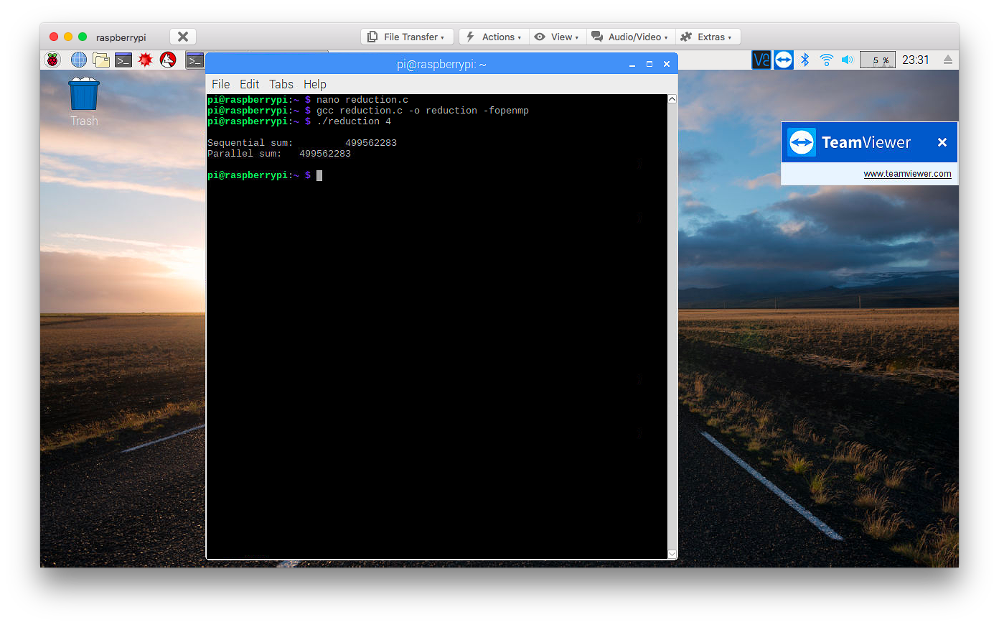 raspberrypi
File Transfer
Actions
View
Audio/Video
Extras
pi@raspberrypi: ~
V2
5 %
23:31
File Edit Tabs Help
Trash
pi@raspberrypi:~ $ nano reduction.c
pi@raspberrypi:~ $ gcc reduction.c -o reduction -fopenmp
pi@raspberrypi:~ $ ./reduction 4
Sequential sum: 499562283
Parallel sum: 499562283
pi@raspberrypi:~ $
TeamViewer
www.teamviewer.com